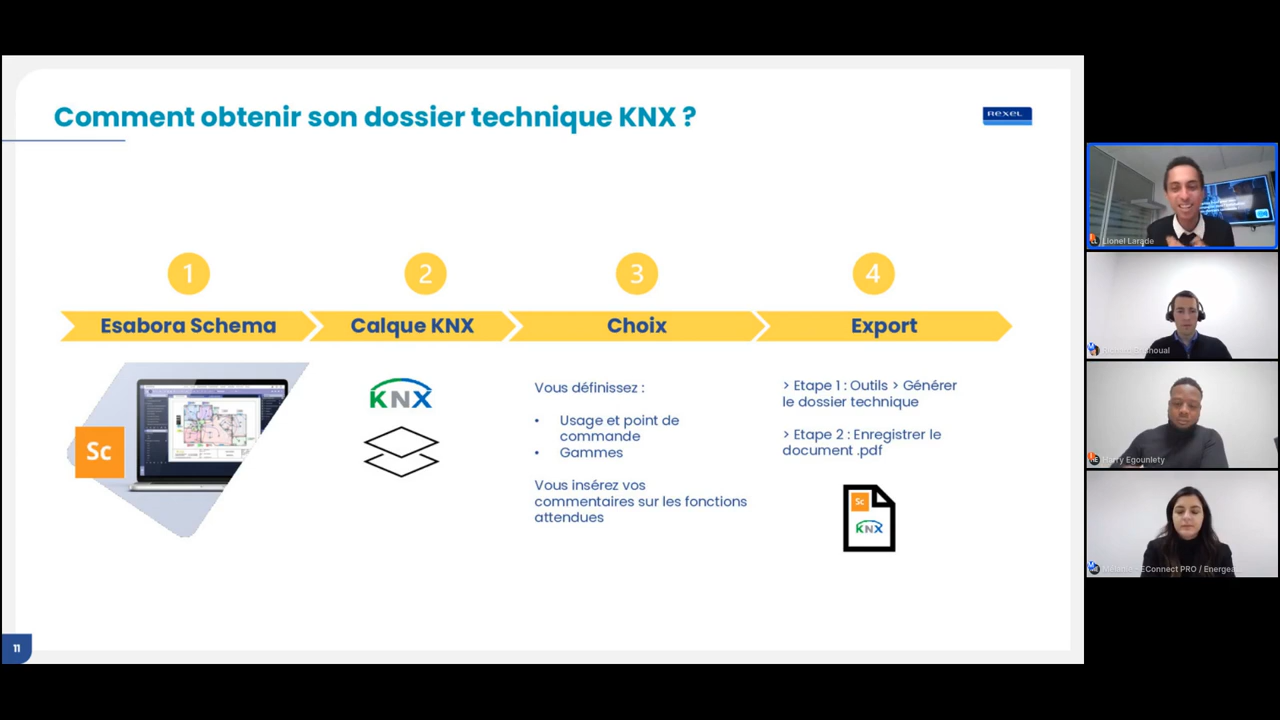 Comment obtenir son dossier technique KNX ?
REXEL
1
2
3
4
Esabora Schema
Calque KNX
Choix
Export
Sc
KNX
Vous définissez :
• Usage et point de
commande
• Gammes
Vous insérez vos
commentaires sur les fonctions
attendues
> Etape 1 : Outils > Générer
le dossier technique
> Etape 2 : Enregistrer le
document .pdf
Sc
KNX
11
Lionel Larade
Harry Egounlety
EConnect PRO / Energea